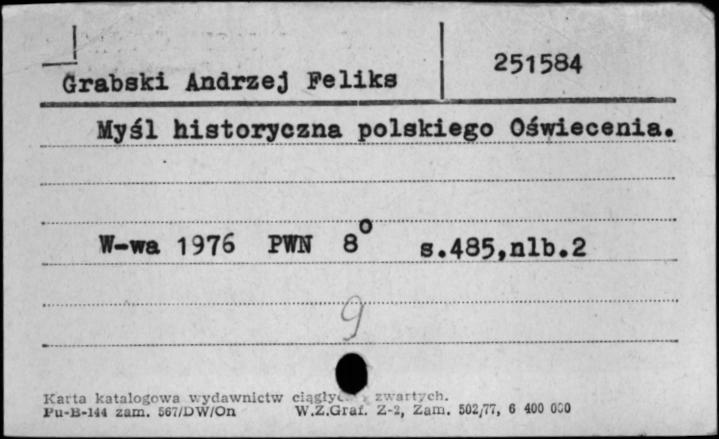 Grabski Andrzej Feliks 251584
Myśl historyczna polskiego Oświecenia.
W-wa 1976 PWN 8° s.485,nlb.2
9
Karta katalogowa wydawnictw zwartych.
Pu-B-144 zam. 567/DW/On W.Z.Graf. Z-2, Zam. 502/77, 6 400 000